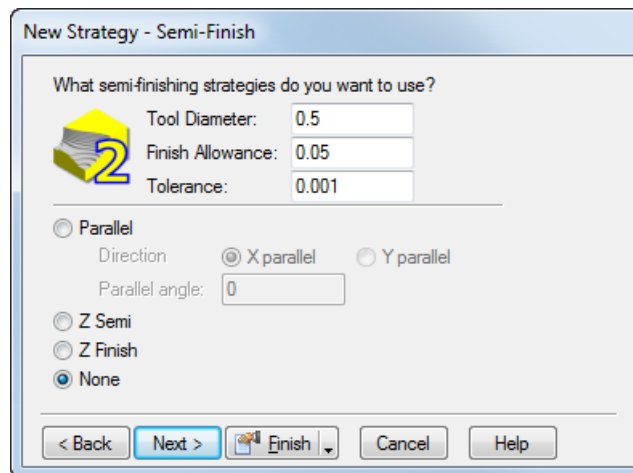 New Strategy - Semi-Finish
What semi-finishing strategies do you want to use?
2
Tool Diameter: 0.5
Finish Allowance: 0.05
Tolerance: 0.001
Parallel
Direction X parallel Y parallel
Parallel angle: 0
Z Semi
Z Finish
None
< Back Next > Finish Cancel Help